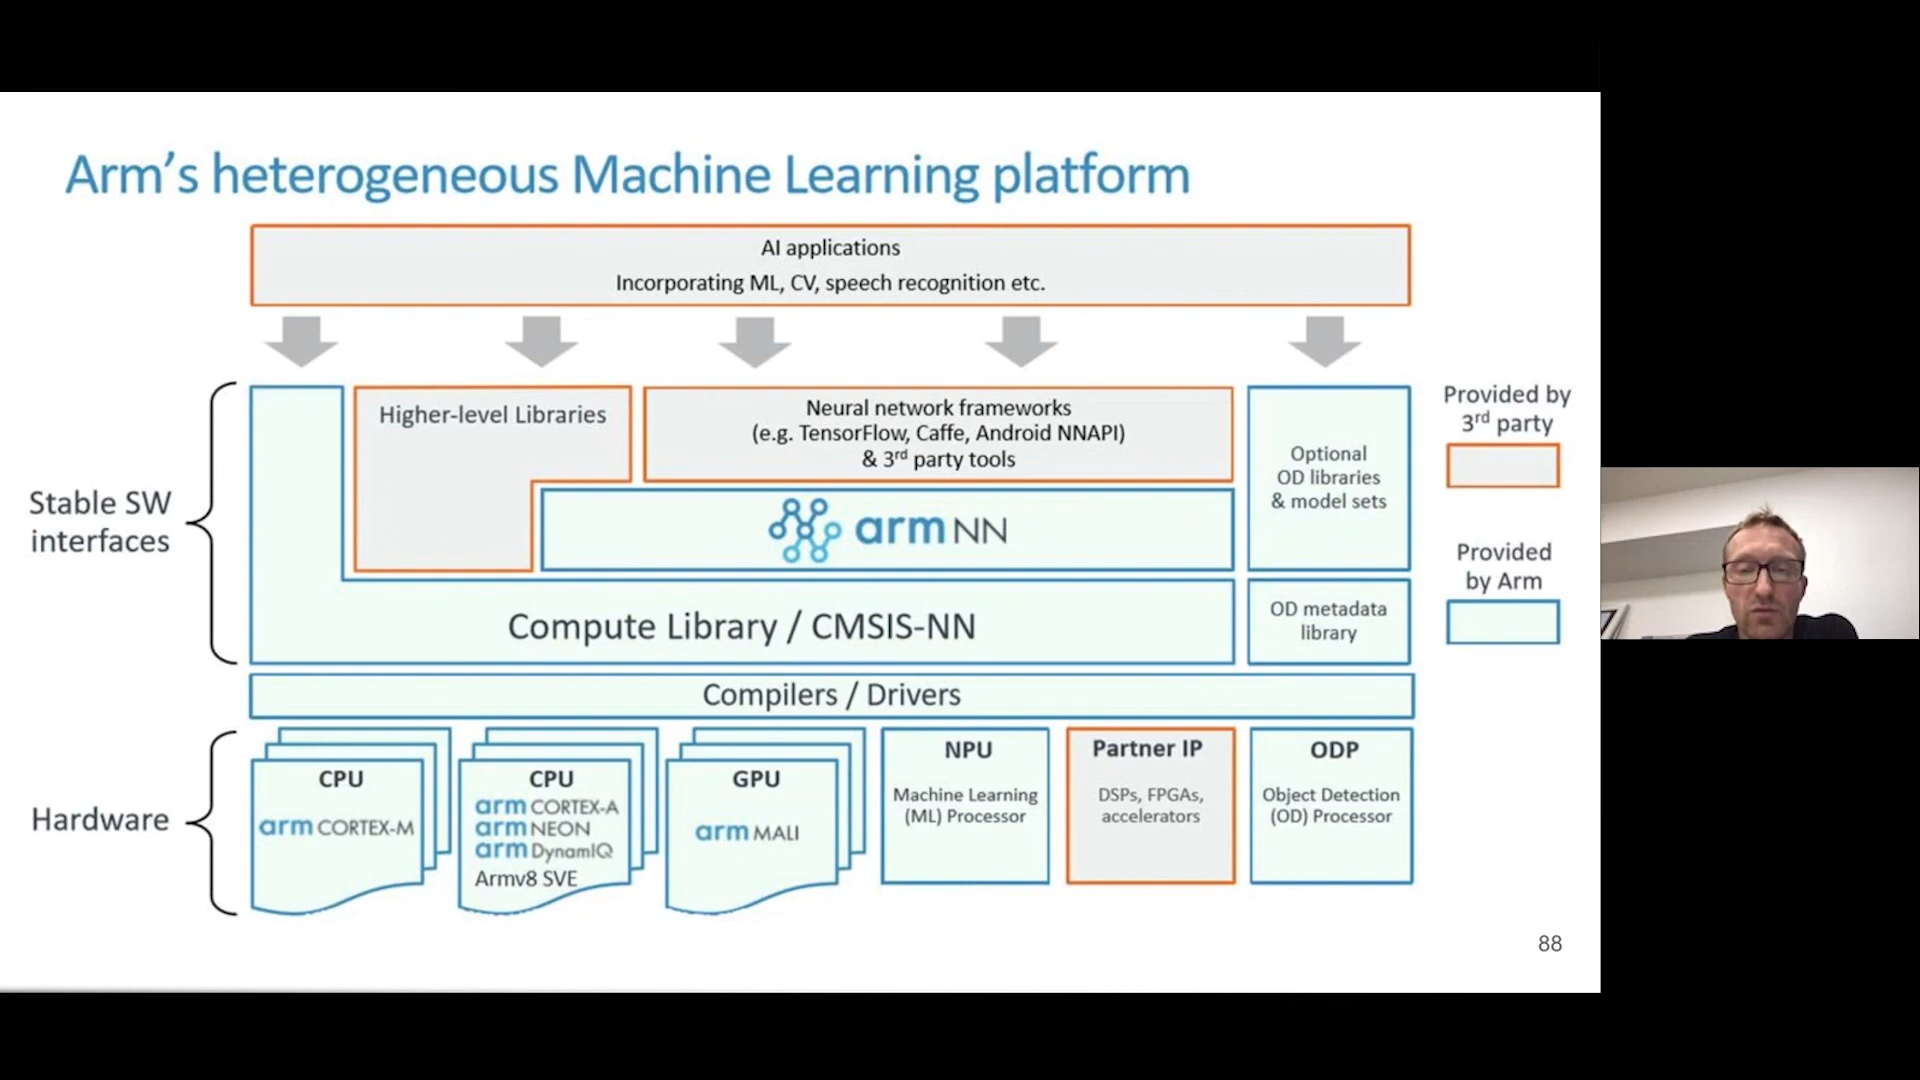 Arm's heterogeneous Machine Learning platform
AI applications
Incorporating ML, CV, speech recognition etc.
Stable SW
interfaces
Higher-level Libraries
Neural network frameworks
(e.g. TensorFlow, Caffe, Android NNAPI)
& 3rd party tools
arm NN
Optional
OD libraries
& model sets
Compute Library / CMSIS-NN
OD metadata
library
Provided by
3rd party
Provided
by Arm
Compilers / Drivers
Hardware
CPU
arm CORTEX-M
CPU
arm CORTEX-A
arm NEON
arm DynamIQ
Armv8 SVE
GPU
arm MALI
NPU
Machine Learning
(ML) Processor
Partner IP
DSPs, FPGAs,
accelerators
ODP
Object Detection
(OD) Processor
88